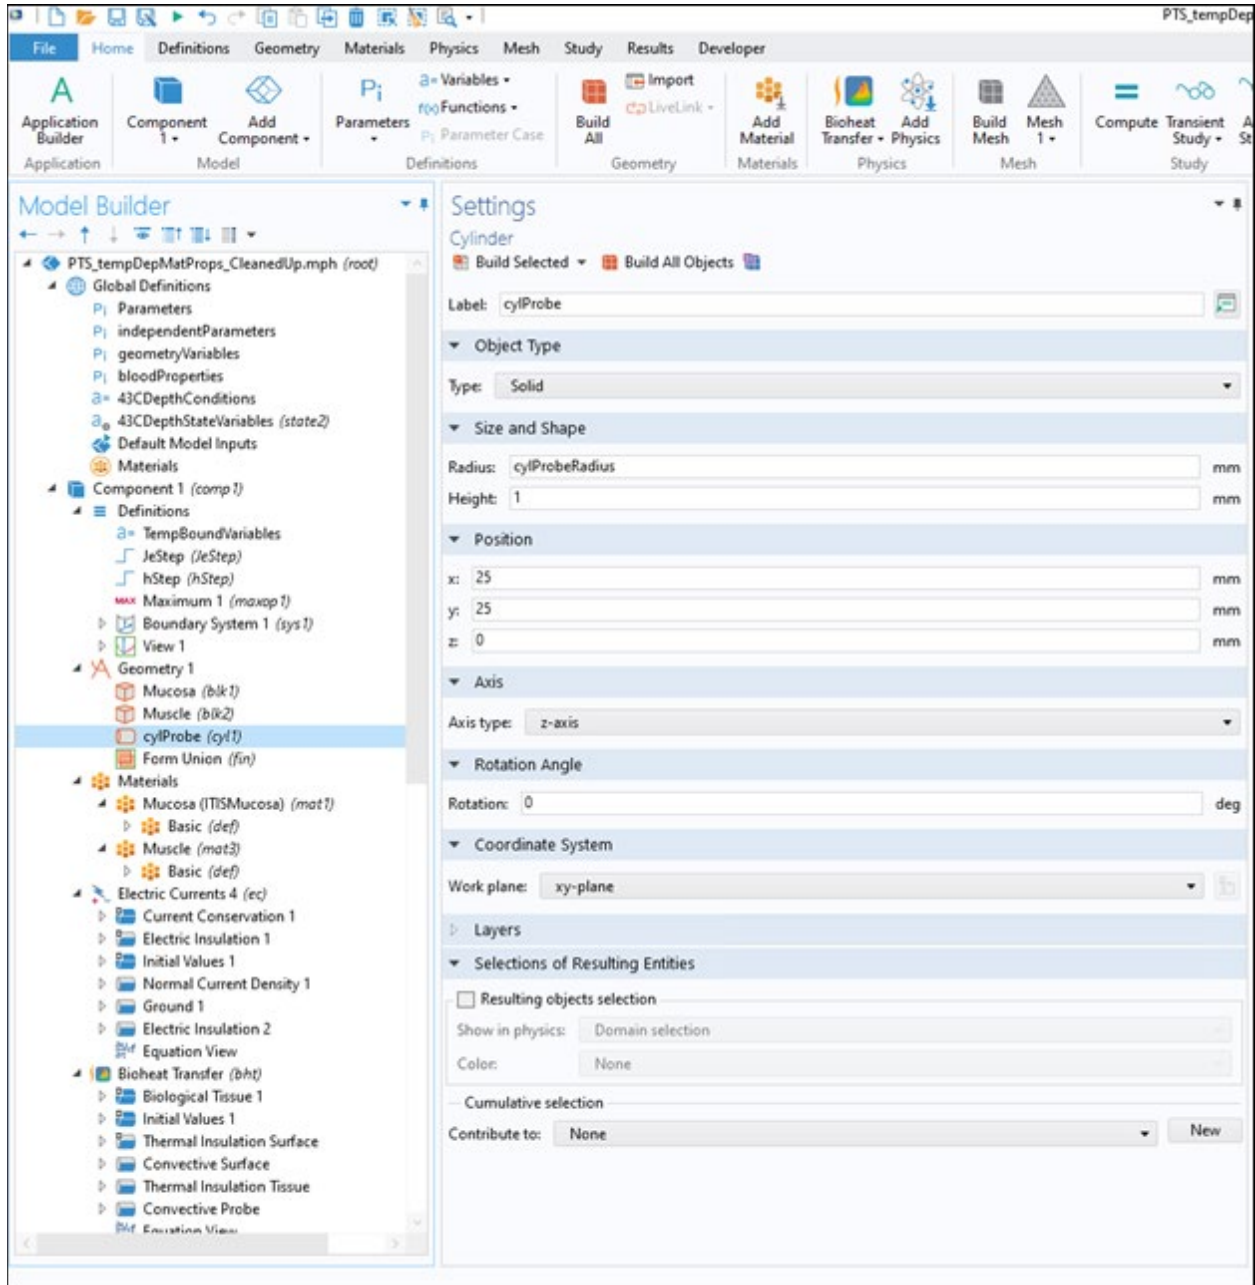 PTS_tempDep
File Home Definitions Geometry Materials Physics Mesh Study Results Developer
Application Builder
Component 1
Add Component
Pi Parameters
a= Variables
f(x) Functions
Pi Parameter Case
Build All
Import
LiveLink
Add Material
Bioheat Transfer
Add Physics
Build Mesh
Mesh 1
Compute
Transient Study
Application Model Definitions Geometry Materials Physics Mesh Study
Model Builder
PTS_tempDepMatProps_CleanedUp.mph (root)
Global Definitions
Pi Parameters
Pi independentParameters
Pi geometryVariables
Pi bloodProperties
a= 43CDepthConditions
a 43CDepthStateVariables (state2)
Default Model Inputs
Materials
Component 1 (comp1)
Definitions
a= TempBoundVariables
JeStep (JeStep)
hStep (hStep)
MAX Maximum 1 (maxop1)
Boundary System 1 (sys1)
View 1
Geometry 1
Mucosa (blk1)
Muscle (blk2)
cylProbe (cyl1)
Form Union (fin)
Materials
Mucosa (ITISMucosa) (mat1)
Basic (def)
Muscle (mat3)
Basic (def)
Electric Currents 4 (ec)
Current Conservation 1
Electric Insulation 1
Initial Values 1
Normal Current Density 1
Ground 1
Electric Insulation 2
Equation View
Bioheat Transfer (bht)
Biological Tissue 1
Initial Values 1
Thermal Insulation Surface
Convective Surface
Thermal Insulation Tissue
Convective Probe
Equation View
Settings
Cylinder
Build Selected Build All Objects
Label: cylProbe
Object Type
Type: Solid
Size and Shape
Radius: cylProbeRadius mm
Height: 1 mm
Position
x: 25 mm
y: 25 mm
z: 0 mm
Axis
Axis type: z-axis
Rotation Angle
Rotation: 0 deg
Coordinate System
Work plane: xy-plane
Layers
Selections of Resulting Entities
Resulting objects selection
Show in physics: Domain selection
Color: None
Cumulative selection
Contribute to: None New